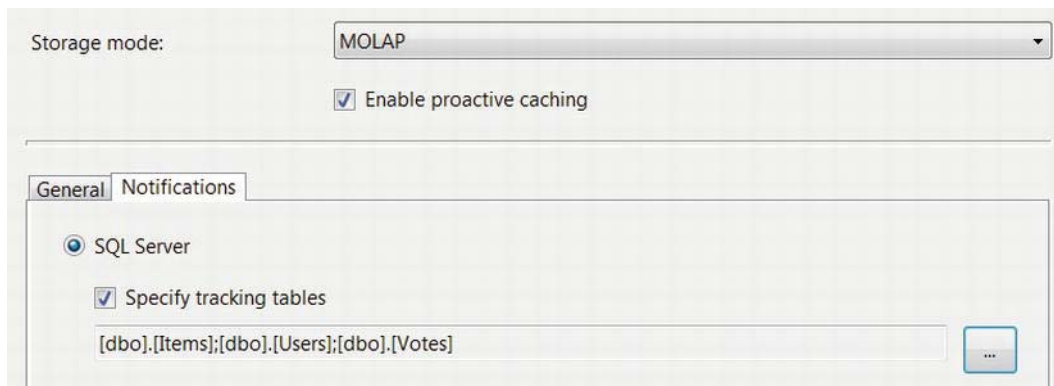 Storage mode:
MOLAP
Enable proactive caching
General
Notifications
SQL Server
Specify tracking tables
[dbo].[Items];[dbo].[Users];[dbo].[Votes]
...